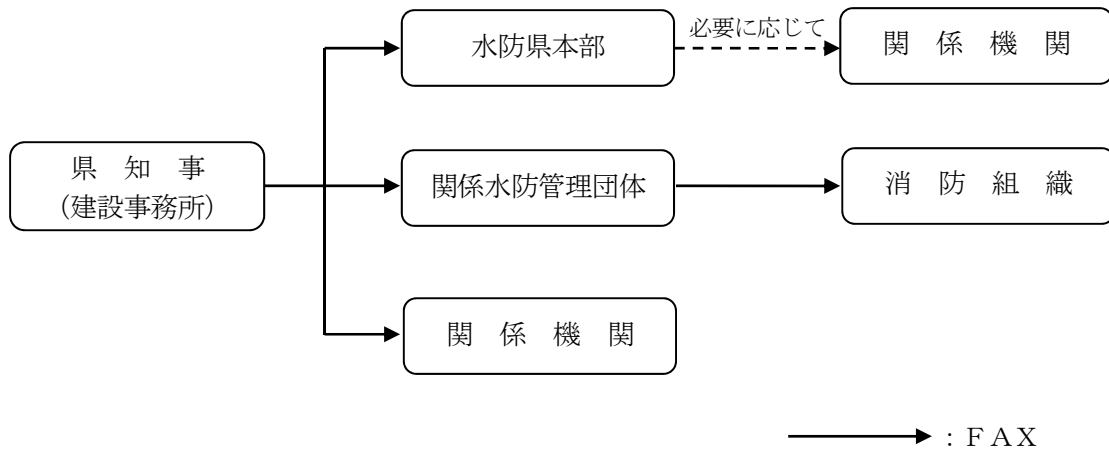 水防県本部
必要に応じて
関　係　機　関
県　知　事
（建設事務所）
関係水防管理団体
消　防　組　織
関　係　機　関
：ＦＡＸ